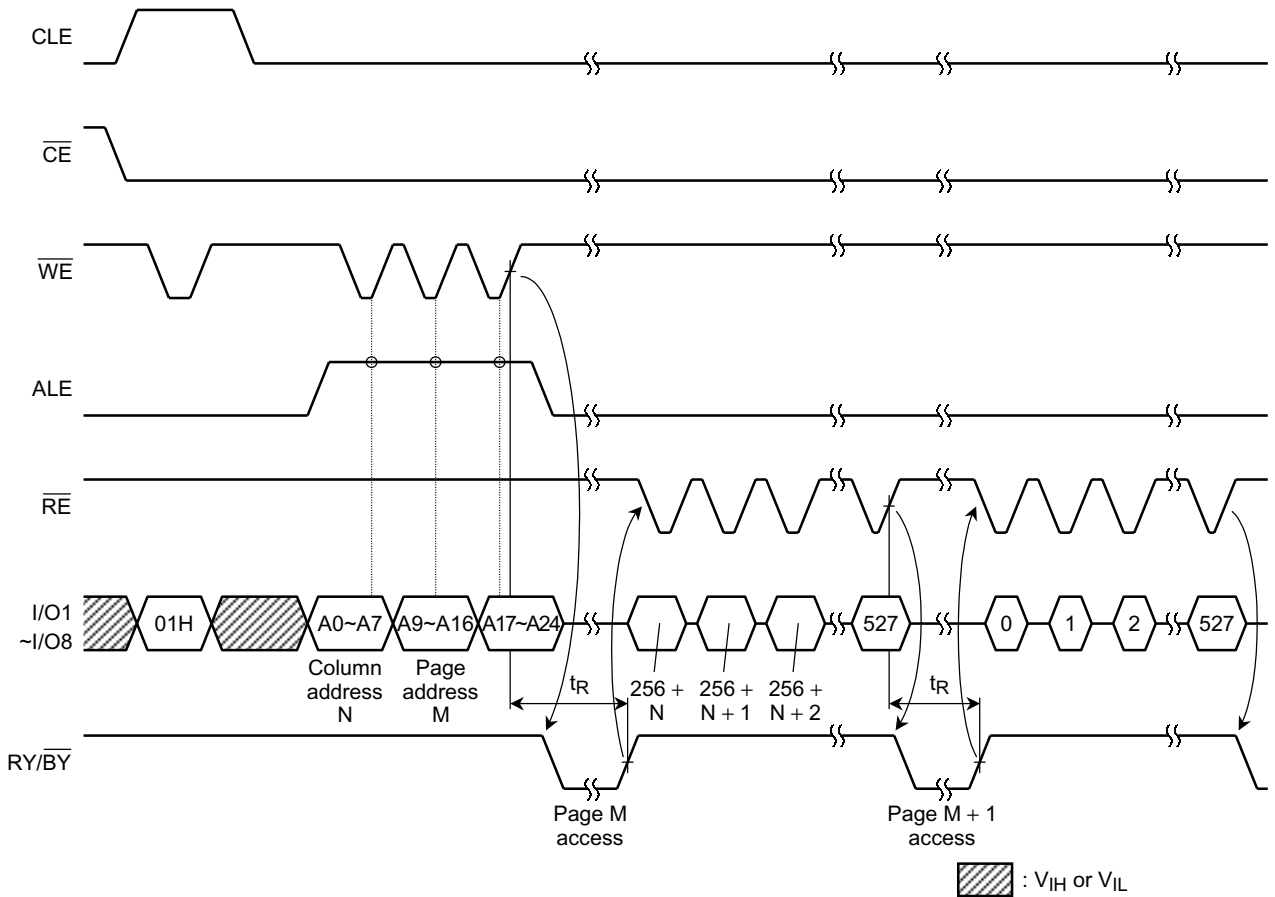 CLE
CE
WE
ALE
RE
I/O1
~I/O8
01H
A0~A7
A9~A16
A17~A24
527
0
1
2
527
Column
address
N
Page
address
M
tR
256 +
N
256 +
N + 1
256 +
N + 2
tR
RY/BY
Page M
access
Page M + 1
access
: VIH or VIL